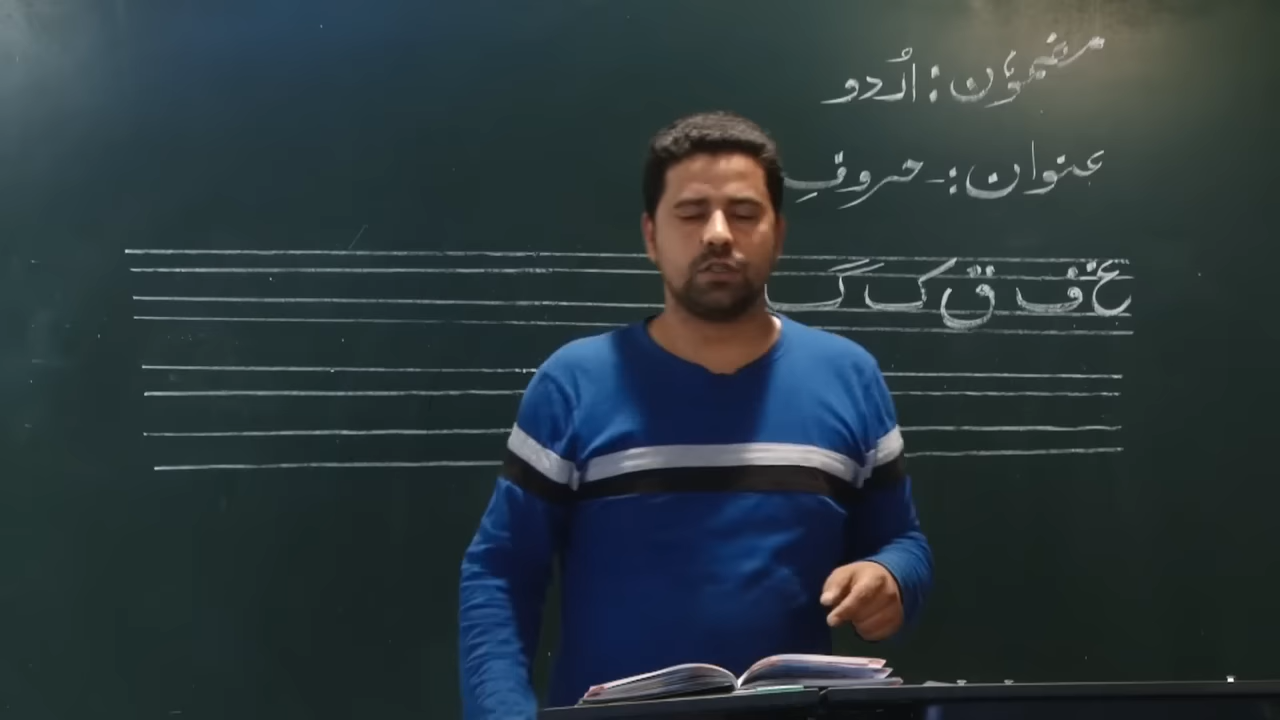 مضمون: اُردو
عنوان:- حروفِ
غ ف ق ک گ